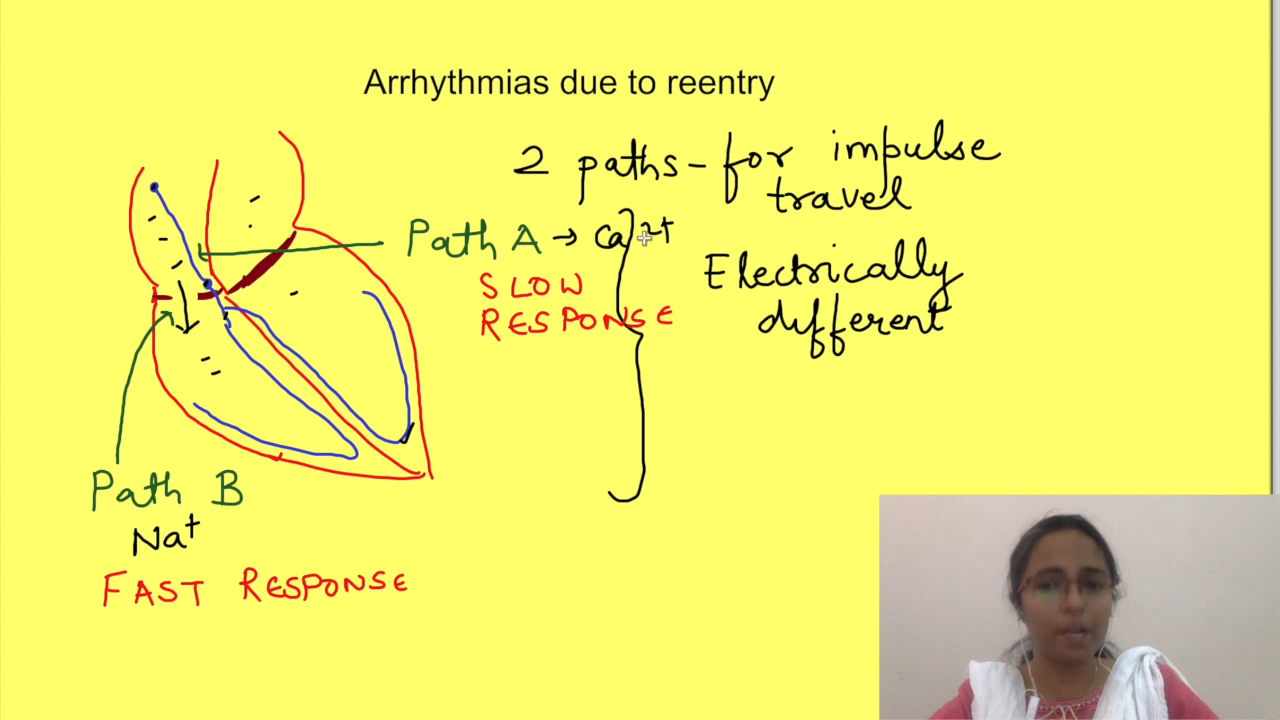 Arrhythmias due to reentry
2 paths - for impulse
travel
Path A → Ca2+
SLOW
RESPONSE
Electrically
different
Path B
Na+
FAST RESPONSE